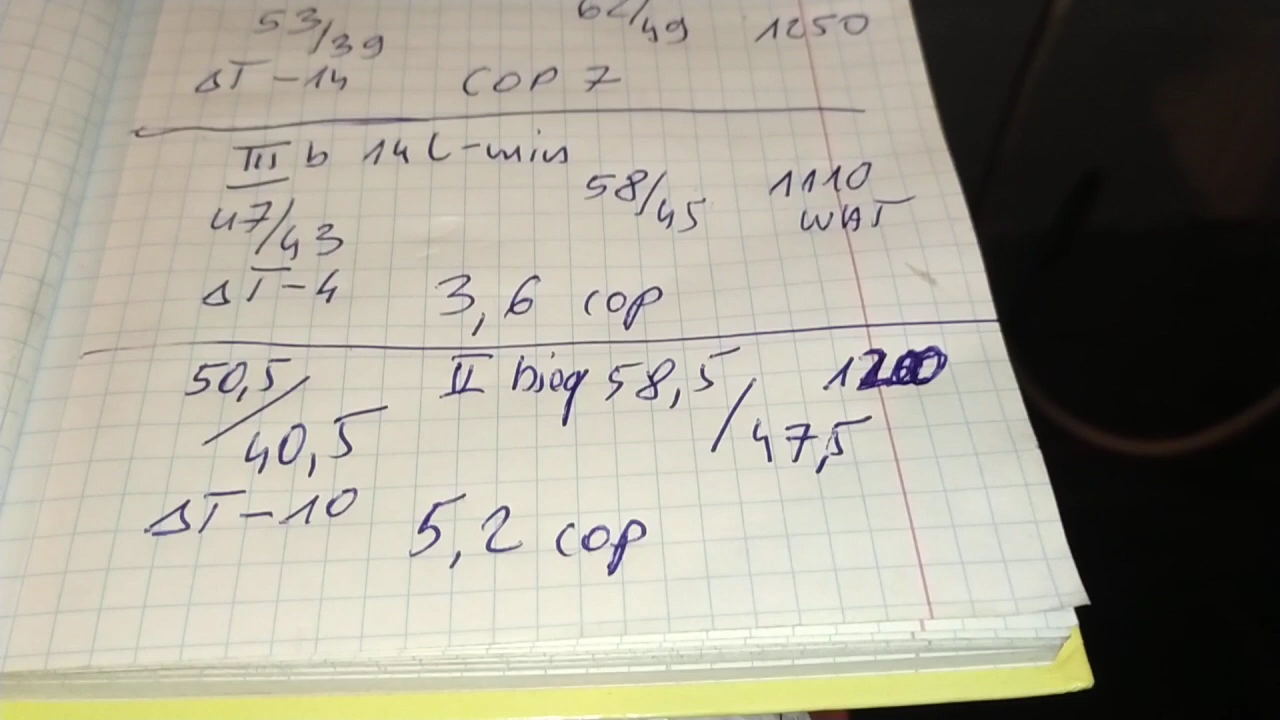 53/39 62/49 1250
ΔT-14 COP 7
III b 14 L-min
47/43 58/45 1110 WAT
ΔT-4 3,6 cop
50,5/40,5 II bieg 58,5/47,5 1200
ΔT-10 5,2 cop